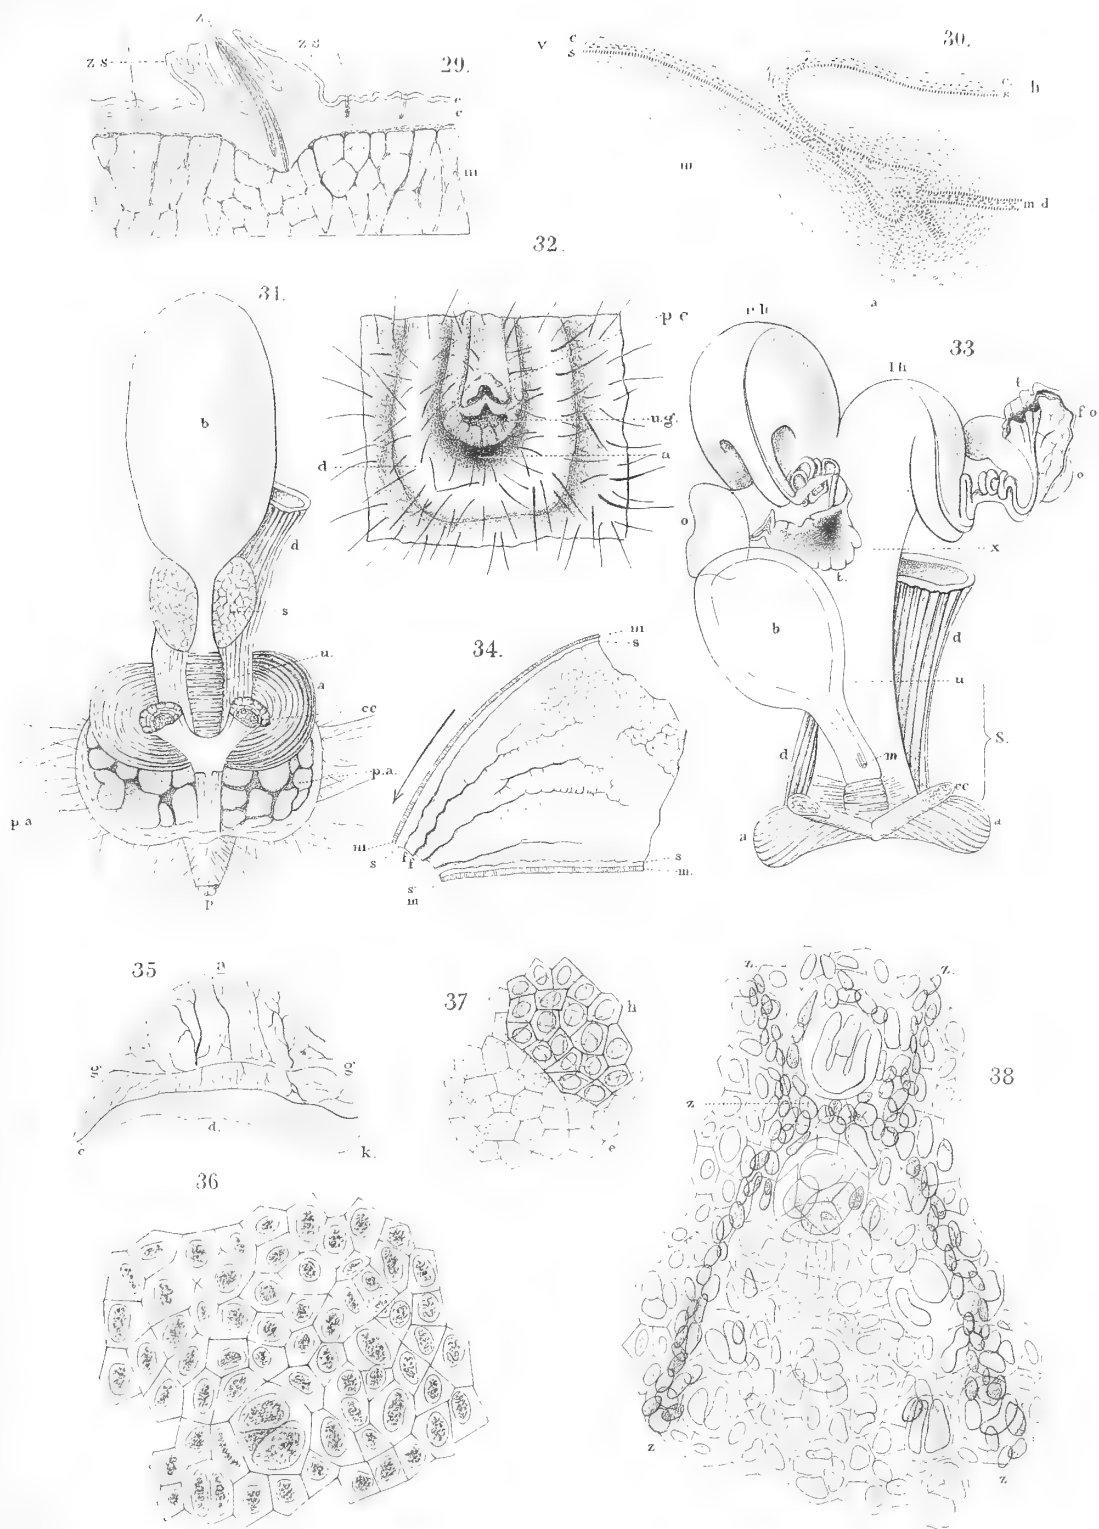 z.
z s
z s
29.
c
c
m
v
c
s
30.
c
s
h
m
m d
a
32.
31.
b
d
s
u.
a
cc
p.a.
p a
p
p c
u.g.
a
d
r h
33
l h
t
f o
o
o
t.
x
b
d
u
S.
d
m
cc
a
a
34.
m
s
m
s
f
f
s
m.
s
m
35
a
g
g
d.
c
k.
37
h
e
z.
z.
38
z
z
z
36